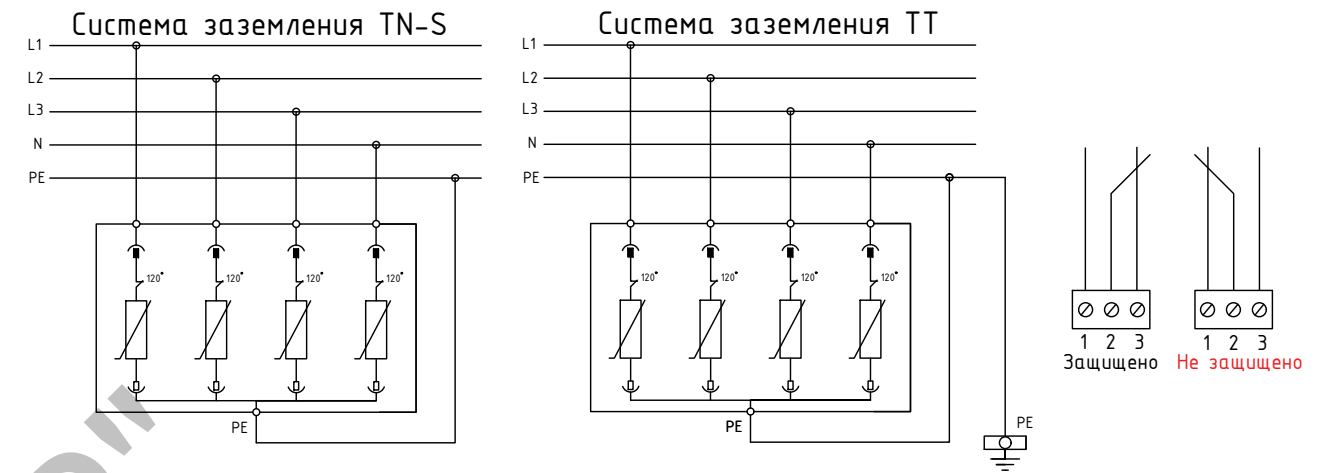 Система заземления TN-S
L1
L2
L3
N
PE
120°
120°
120°
120°
PE
Система заземления TT
L1
L2
L3
N
PE
120°
120°
120°
120°
PE
PE
1 2 3
Защищено
1 2 3
Не защищено